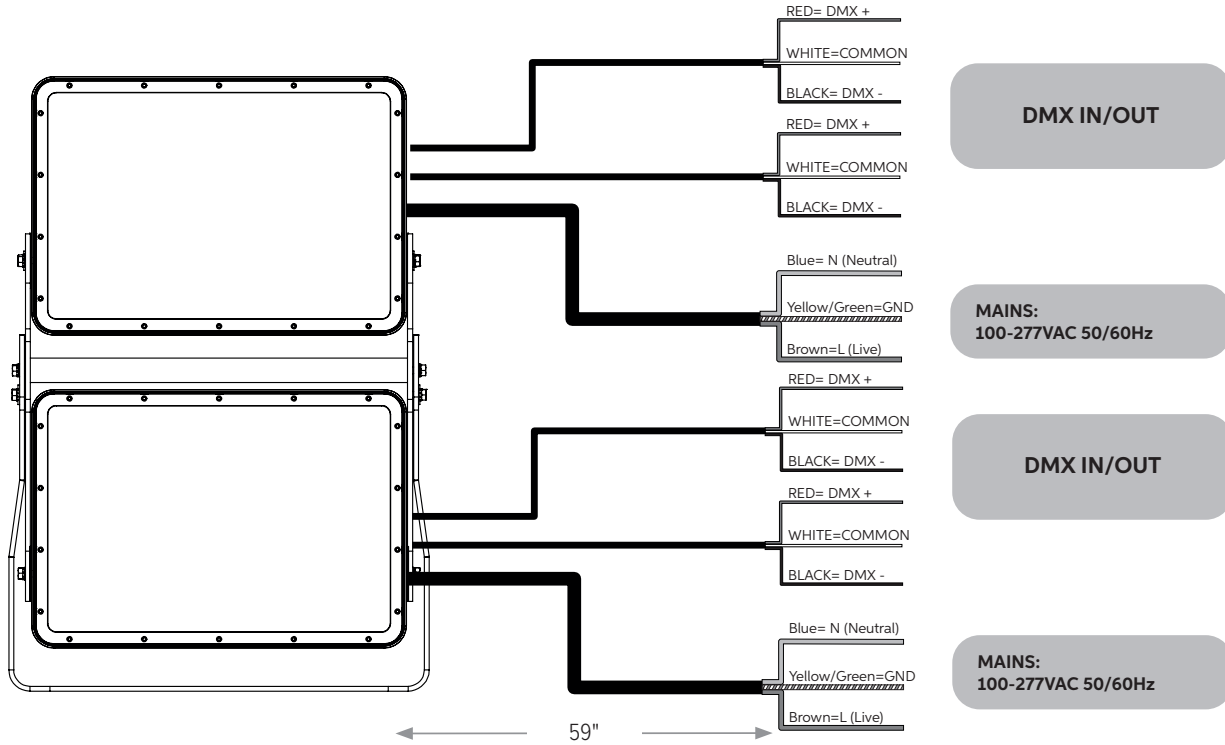 RED= DMX +
WHITE=COMMON
BLACK= DMX -
DMX IN/OUT
RED= DMX +
WHITE=COMMON
BLACK= DMX -
Blue= N (Neutral)
Yellow/Green=GND
Brown=L (Live)
MAINS:
100-277VAC 50/60Hz
RED= DMX +
WHITE=COMMON
BLACK= DMX -
DMX IN/OUT
RED= DMX +
WHITE=COMMON
BLACK= DMX -
Blue= N (Neutral)
Yellow/Green=GND
Brown=L (Live)
MAINS:
100-277VAC 50/60Hz
59"